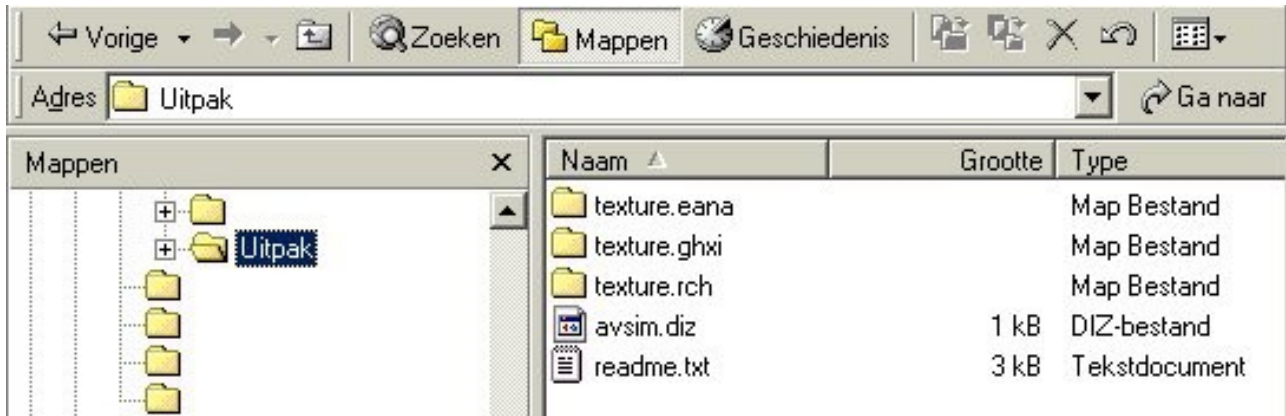 Vorige Zoeken Mappen Geschiedenis
Adres Uitpak Ga naar
Mappen
Uitpak
Naam Grootte Type
texture.eana Map Bestand
texture.ghxi Map Bestand
texture.rch Map Bestand
avsim.diz 1 kB DIZ-bestand
readme.txt 3 kB Tekstdocument